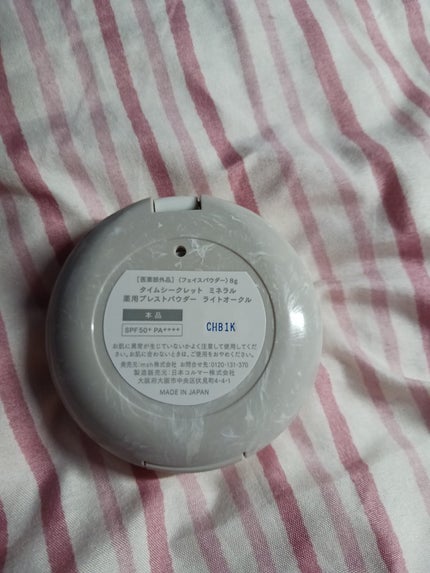 [医薬部外品] 〈フェイスパウダー〉8g
タイムシークレット ミネラル
薬用プレストパウダー ライトオークル
本品
SPF 50+ PA++++
CHB1K
お肌に異常が生じていないかよく注意して使用してくださ
い。お肌に合わないときは、ご使用をおやめください。
発売元:msh株式会社 お問合せ先:0120-131-370
製造販売元:日本コルマー株式会社
大阪府大阪市中央区伏見町4-4-1
MADE IN JAPAN